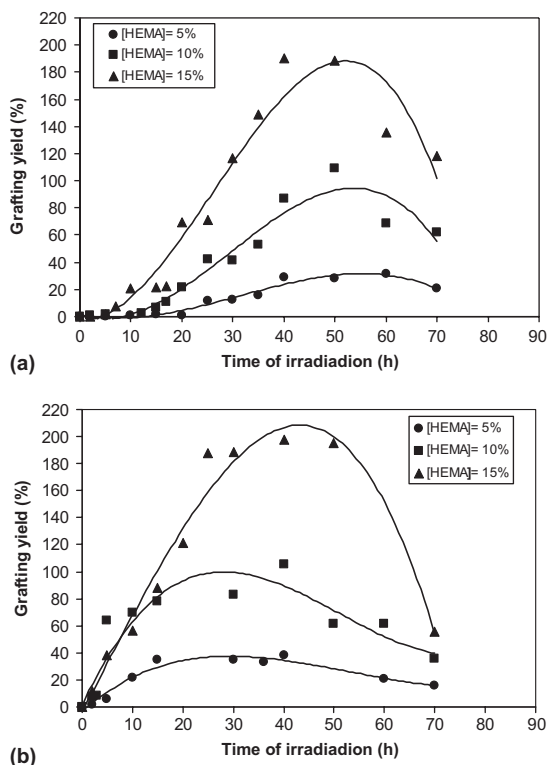 220
200
180
160
140
120
100
80
60
40
20
0
Grafting yield (%)
[HEMA]= 5%
[HEMA]= 10%
[HEMA]= 15%
0 10 20 30 40 50 60 70 80 90
Time of irradiation (h)
(a)
220
200
180
160
140
120
100
80
60
40
20
0
Grafting yield (%)
[HEMA]= 5%
[HEMA]= 10%
[HEMA]= 15%
0 10 20 30 40 50 60 70 80 90
Time of irradiation (h)
(b)